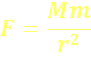 F = Mm / r²